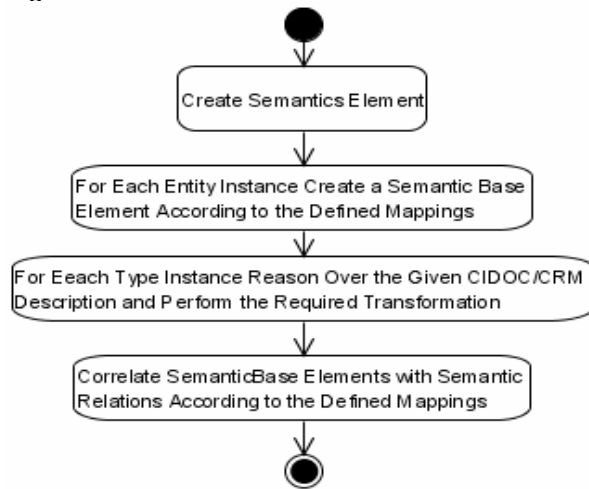 Create Semantics Element
For Each Entity Instance Create a Semantic Base
Element According to the Defined Mappings
For Eeach Type Instance Reason Over the Given CIDOC/CRM
Description and Perform the Required Transformation
Correlate SemanticBase Elements with Semantic
Relations According to the Defined Mappings